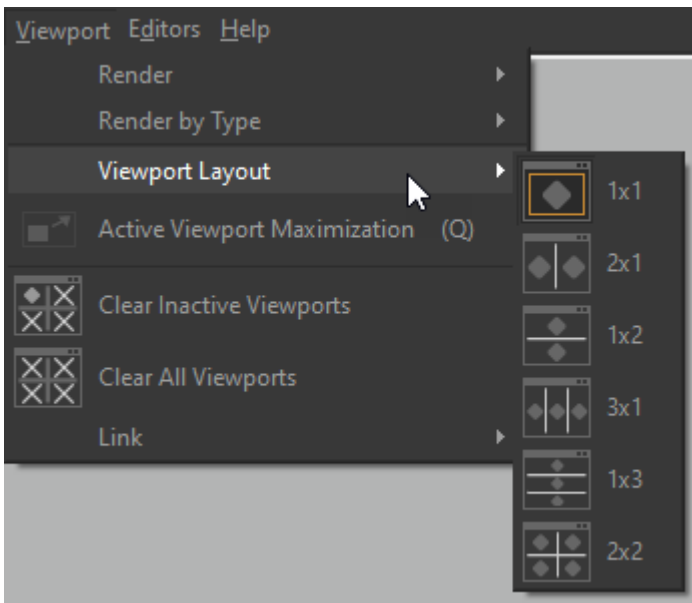 Viewport Editors Help
Render
Render by Type
Viewport Layout
Active Viewport Maximization (Q)
Clear Inactive Viewports
Clear All Viewports
Link
1x1
2x1
1x2
3x1
1x3
2x2